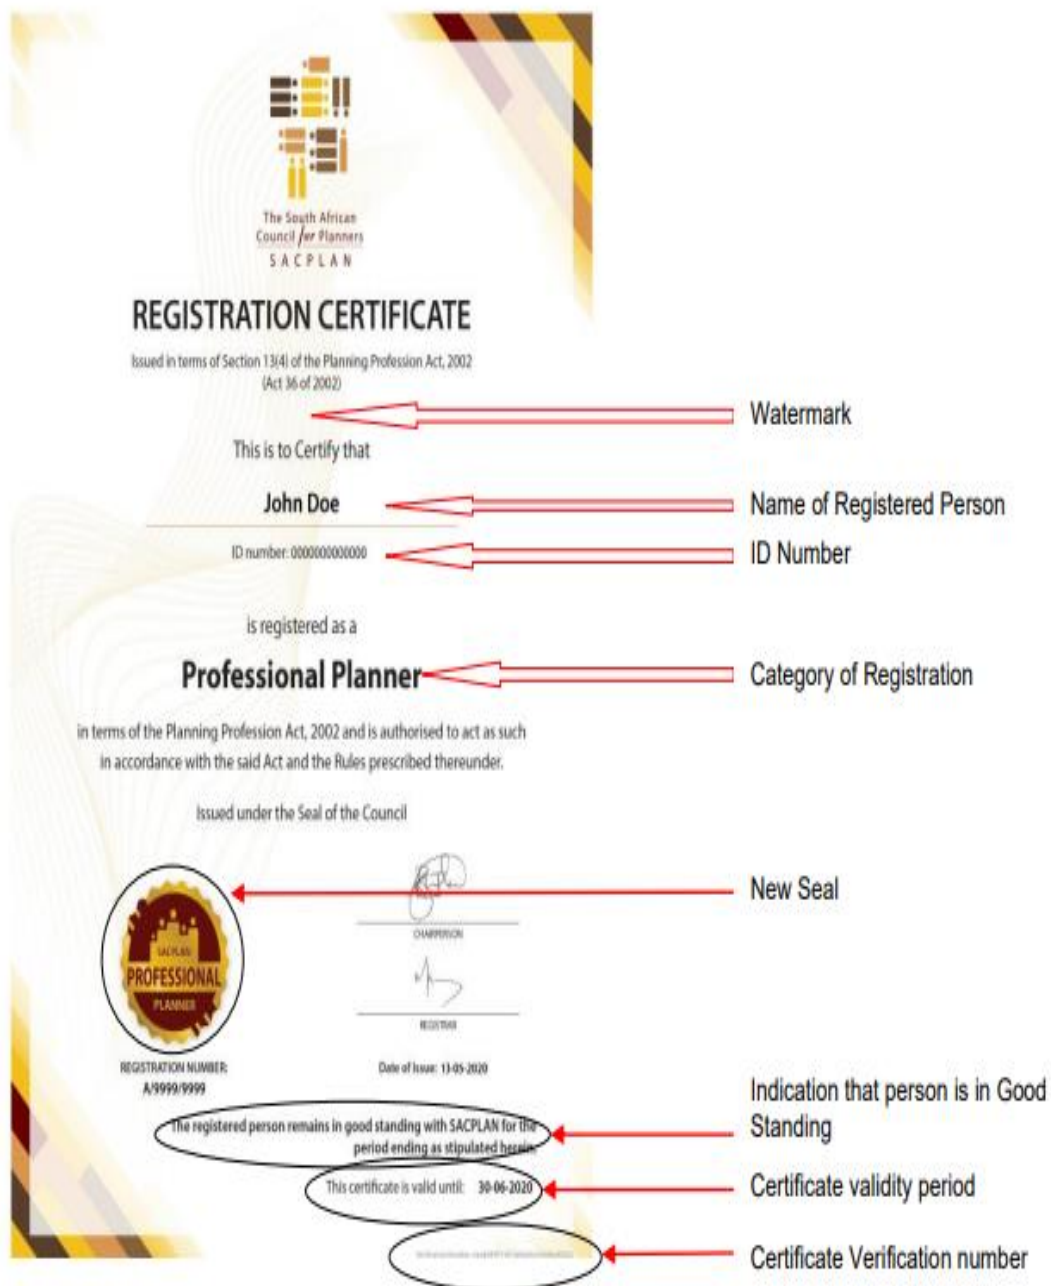 The South African
Council for Planners
SACPLAN
REGISTRATION CERTIFICATE
Issued in terms of Section 13(4) of the Planning Profession Act, 2002
(Act 36 of 2002)
Watermark
This is to Certify that
John Doe
Name of Registered Person
ID number: 0000000000000
ID Number
is registered as a
Professional Planner
Category of Registration
in terms of the Planning Profession Act, 2002 and is authorised to act as such
in accordance with the said Act and the Rules prescribed thereunder.
Issued under the Seal of the Council
New Seal
CHAIRPERSON
SACPLAN
PROFESSIONAL
PLANNER
REGISTRAR
REGISTRATION NUMBER:
A/9999/9999
Date of Issue: 13-05-2020
The registered person remains in good standing with SACPLAN for the
period ending as stipulated herein.
Indication that person is in Good
Standing
This certificate is valid until: 30-06-2020
Certificate validity period
Certificate Verification number